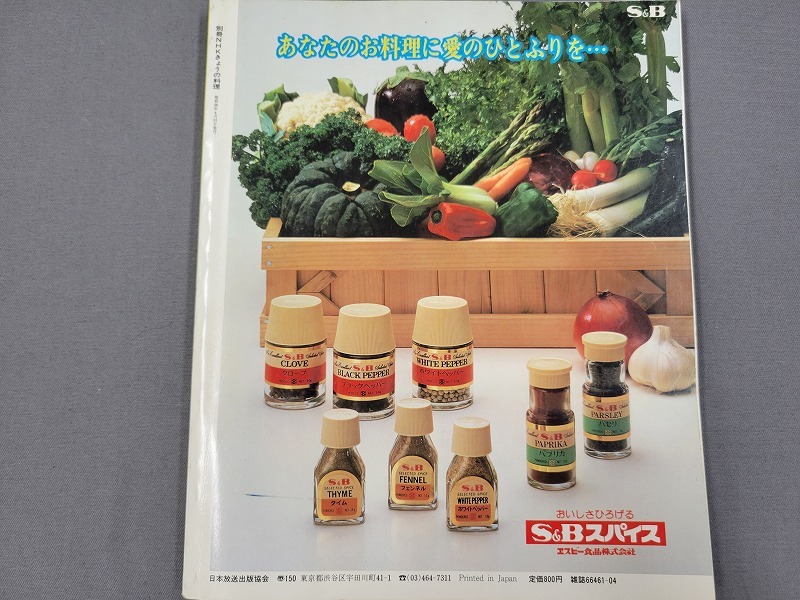 S&B
あなたのお料理に愛のひとふりを…
別冊NHKきょうの料理
S&B
CLOVE
クローブ
S&B
BLACK PEPPER
ブラックペッパー
S&B
WHITE PEPPER
ホワイトペッパー
S&B
PAPRIKA
パプリカ
S&B
PARSLEY
パセリ
S&B
SELECTED SPICE
THYME
タイム
S&B
SELECTED SPICE
FENNEL
フェンネル
S&B
SELECTED SPICE
WHITE PEPPER
ホワイトペッパー
おいしさひろげる
S&Bスパイス
ヱスビー食品株式会社
日本放送出版協会 〠150 東京都渋谷区宇田川町41-1 ☎(03)464-7311 Printed in Japan 定価800円 雑誌66461-04